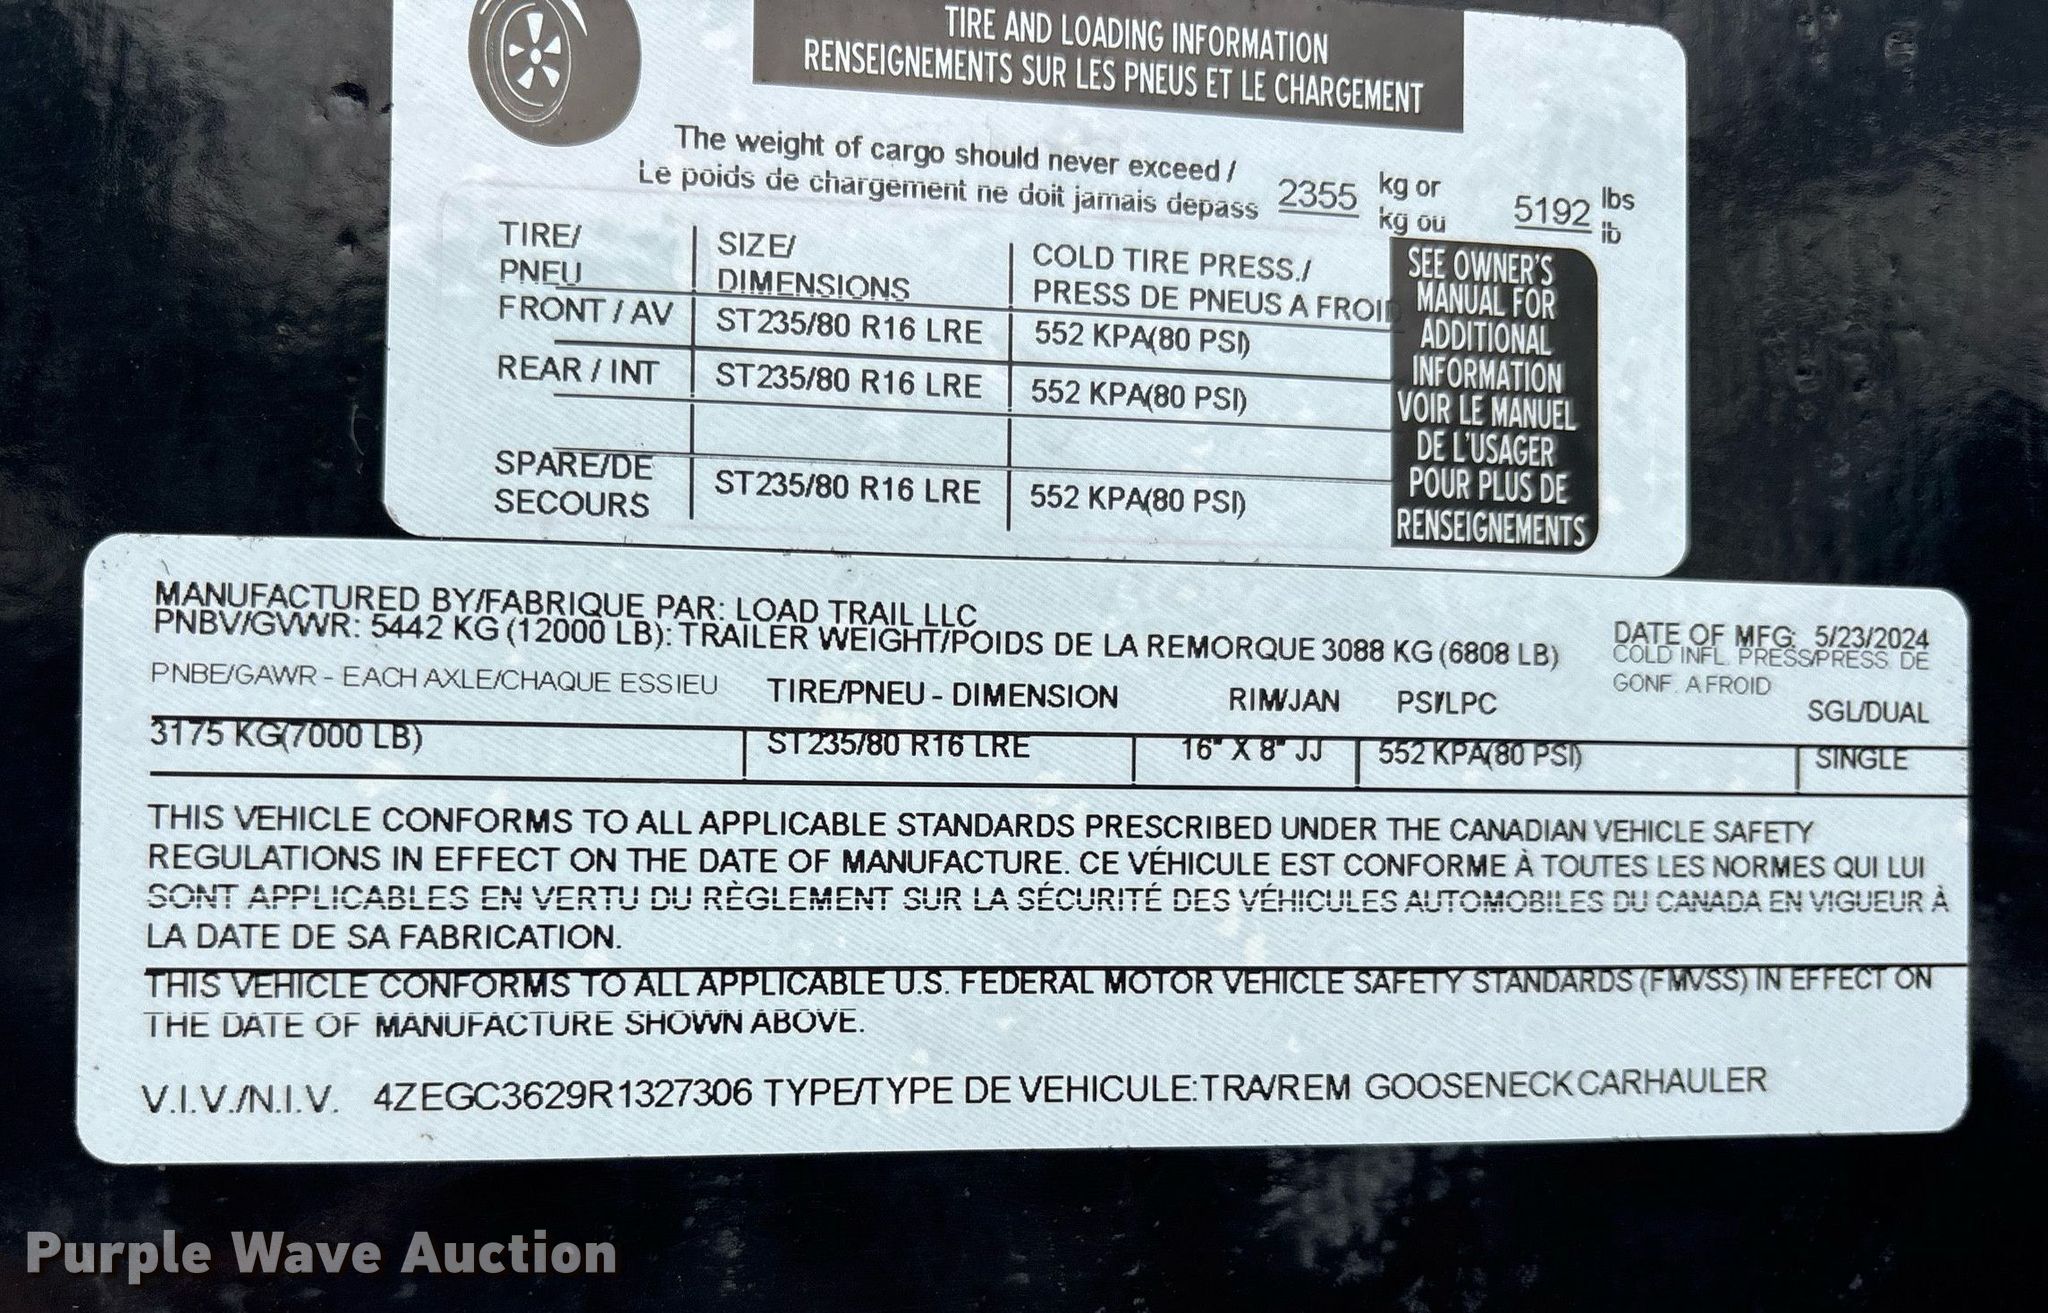 TIRE AND LOADING INFORMATION
RENSEIGNEMENTS SUR LES PNEUS ET LE CHARGEMENT
The weight of cargo should never exceed / 2355 kg or 5192 lbs
Le poids de chargement ne doit jamais depass kg ou lb
TIRE/ SIZE/ COLD TIRE PRESS./
PNEU DIMENSIONS PRESS DE PNEUS A FROID
FRONT / AV ST235/80 R16 LRE 552 KPA(80 PSI)
REAR / INT ST235/80 R16 LRE 552 KPA(80 PSI)
SPARE/DE
SECOURS ST235/80 R16 LRE 552 KPA(80 PSI)
SEE OWNER'S
MANUAL FOR
ADDITIONAL
INFORMATION
VOIR LE MANUEL
DE L'USAGER
POUR PLUS DE
RENSEIGNEMENTS
MANUFACTURED BY/FABRIQUE PAR: LOAD TRAIL LLC
PNBV/GVWR: 5442 KG (12000 LB): TRAILER WEIGHT/POIDS DE LA REMORQUE 3088 KG (6808 LB) DATE OF MFG: 5/23/2024
COLD INFL. PRESS/PRESS. DE
GONF. A FROID
PNBE/GAWR - EACH AXLE/CHAQUE ESSIEU TIRE/PNEU - DIMENSION RIM/JAN PSI/LPC SGL/DUAL
3175 KG(7000 LB) ST235/80 R16 LRE 16" X 8" JJ 552 KPA(80 PSI) SINGLE
THIS VEHICLE CONFORMS TO ALL APPLICABLE STANDARDS PRESCRIBED UNDER THE CANADIAN VEHICLE SAFETY
REGULATIONS IN EFFECT ON THE DATE OF MANUFACTURE. CE VÉHICULE EST CONFORME À TOUTES LES NORMES QUI LUI
SONT APPLICABLES EN VERTU DU RÈGLEMENT SUR LA SÉCURITÉ DES VÉHICULES AUTOMOBILES DU CANADA EN VIGUEUR À
LA DATE DE SA FABRICATION.
THIS VEHICLE CONFORMS TO ALL APPLICABLE U.S. FEDERAL MOTOR VEHICLE SAFETY STANDARDS (FMVSS) IN EFFECT ON
THE DATE OF MANUFACTURE SHOWN ABOVE.
V.I.V./N.I.V. 4ZEGC3629R1327306 TYPE/TYPE DE VEHICULE:TRA/REM GOOSENECK CARHAULER
Purple Wave Auction